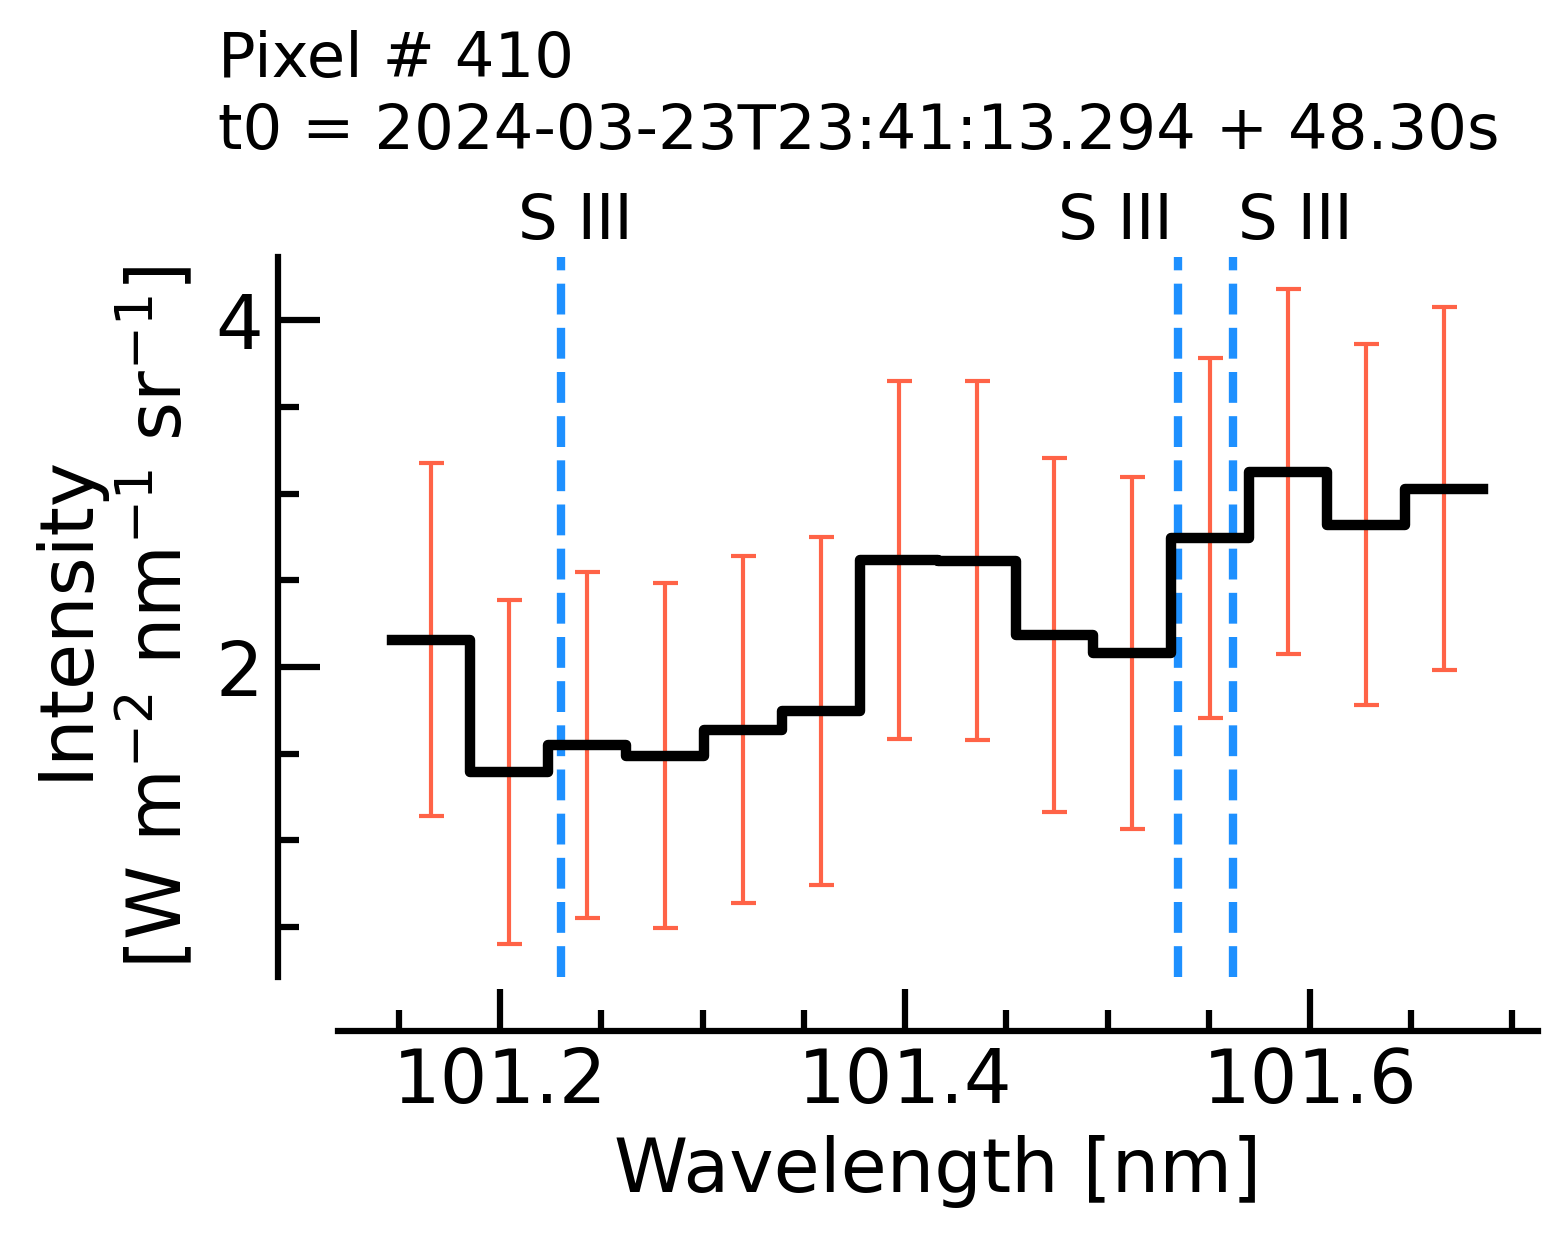 Pixel # 410
t0 = 2024-03-23T23:41:13.294 + 48.30s
S III S III S III
Intensity
[W m⁻² nm⁻¹ sr⁻¹]
4
2
101.2 101.4 101.6
Wavelength [nm]